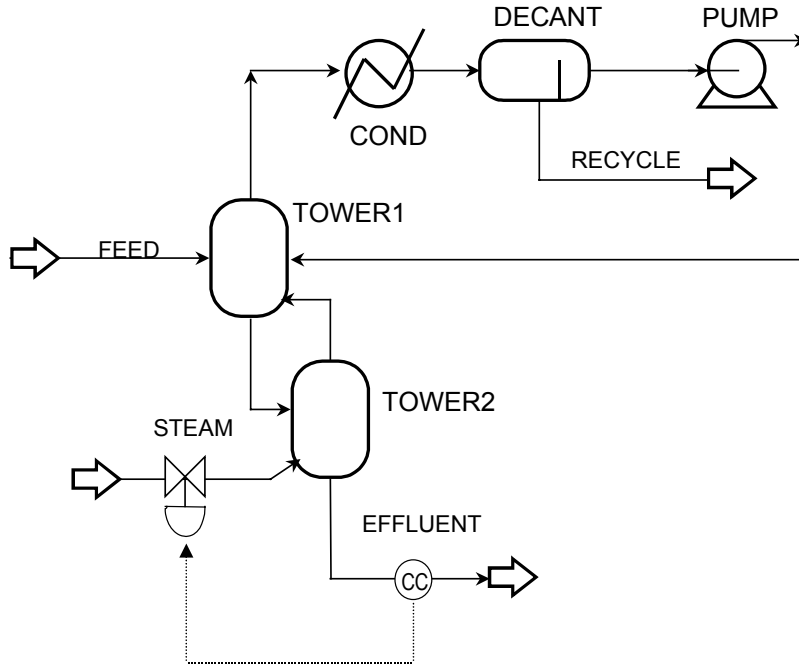 DECANT
PUMP
COND
RECYCLE
TOWER1
FEED
TOWER2
STEAM
EFFLUENT
CC